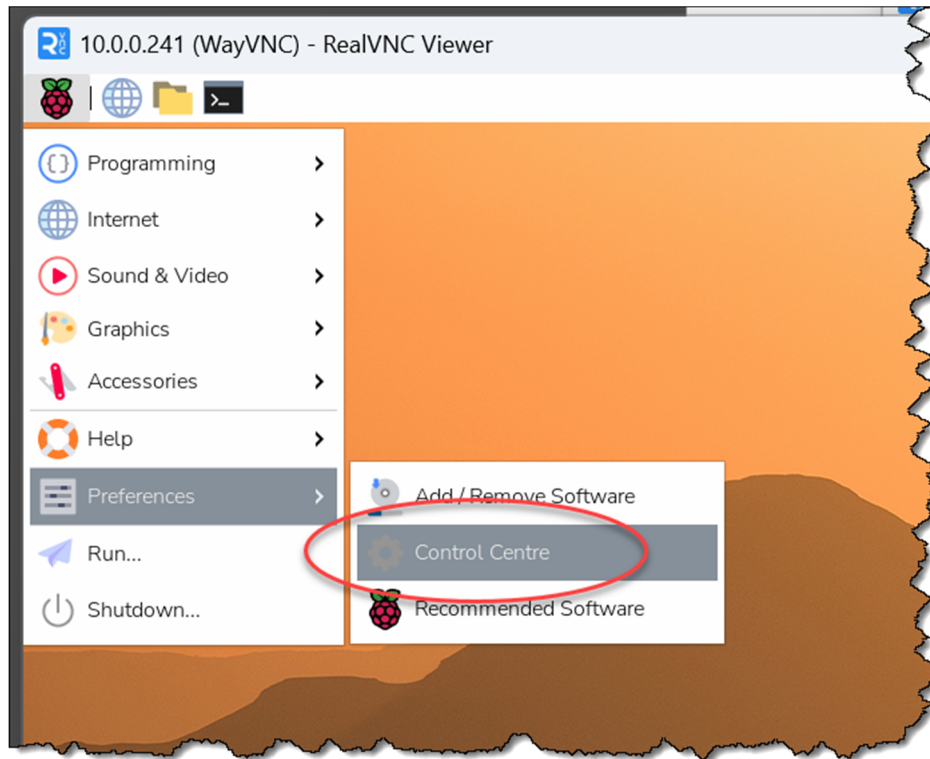 10.0.0.241 (WayVNC) - RealVNC Viewer
Programming
Internet
Sound & Video
Graphics
Accessories
Help
Preferences
Add / Remove Software
Control Centre
Recommended Software
Run...
Shutdown...